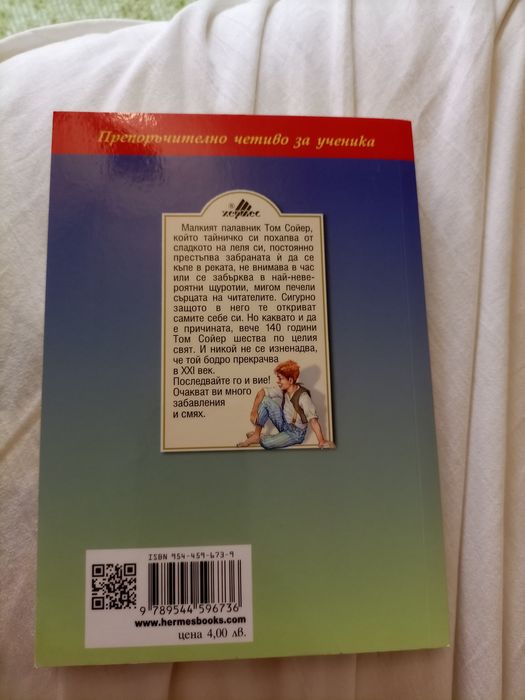 Препоръчително четиво за ученика
®
хермес
Малкият палавник Том Сойер,
който тайничко си похапва от
сладкото на леля си, постоянно
престъпва забраната ѝ да се
къпе в реката, не внимава в час
или се забърква в най-неве-
роятни щуротии, мигом печели
сърцата на читателите. Сигурно
защото в него те откриват
самите себе си. Но каквато и да
е причината, вече 140 години
Том Сойер шества по целия
свят. И никой не се изненадва,
че той бодро прекрачва
в XXI век.
Последвайте го и вие!
Очакват ви много
забавления
и смях.
ISBN 954-459-673-9
9 789544 596736
www.hermesbooks.com
цена 4,00 лв.